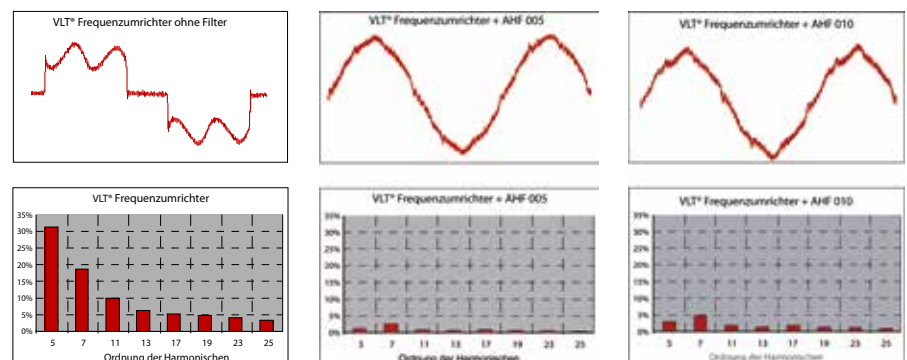 VLT® Frequenzumrichter ohne Filter
VLT® Frequenzumrichter + AHF 005
VLT® Frequenzumrichter + AHF 010
VLT® Frequenzumrichter
35%
30%
25%
20%
15%
10%
5%
0%
5 7 11 13 17 19 23 25
Ordnung der Harmonischen
VLT® Frequenzumrichter + AHF 005
35%
30%
25%
20%
15%
10%
5%
0%
5 7 11 13 17 19 23 25
Ordnung der Harmonischen
VLT® Frequenzumrichter + AHF 010
35%
30%
25%
20%
15%
10%
5%
0%
5 7 11 13 17 19 23 25
Ordnung der Harmonischen